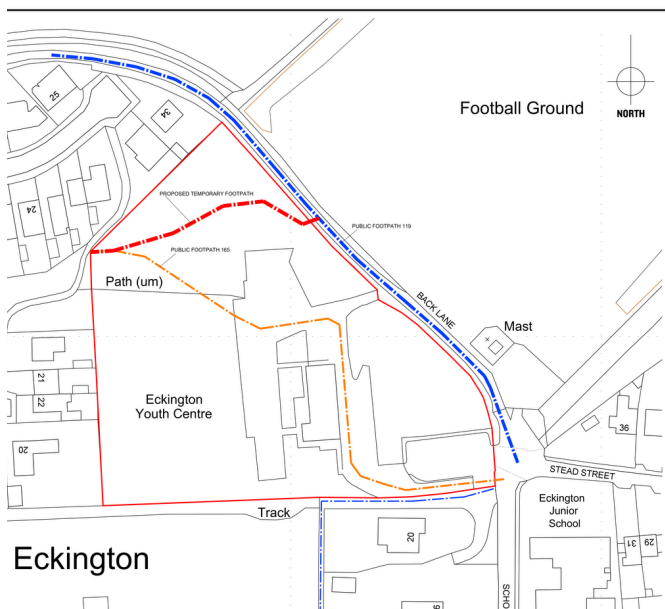 25
34
Football Ground
NORTH
PROPOSED TEMPORARY FOOTPATH
24
PUBLIC FOOTPATH 119
PUBLIC FOOTPATH 165
Path (um)
BACK LANE
Mast
21
22
Eckington
Youth Centre
20
36
STEAD STREET
Eckington
Junior
School
Track
20
31
29
Eckington
SCHO